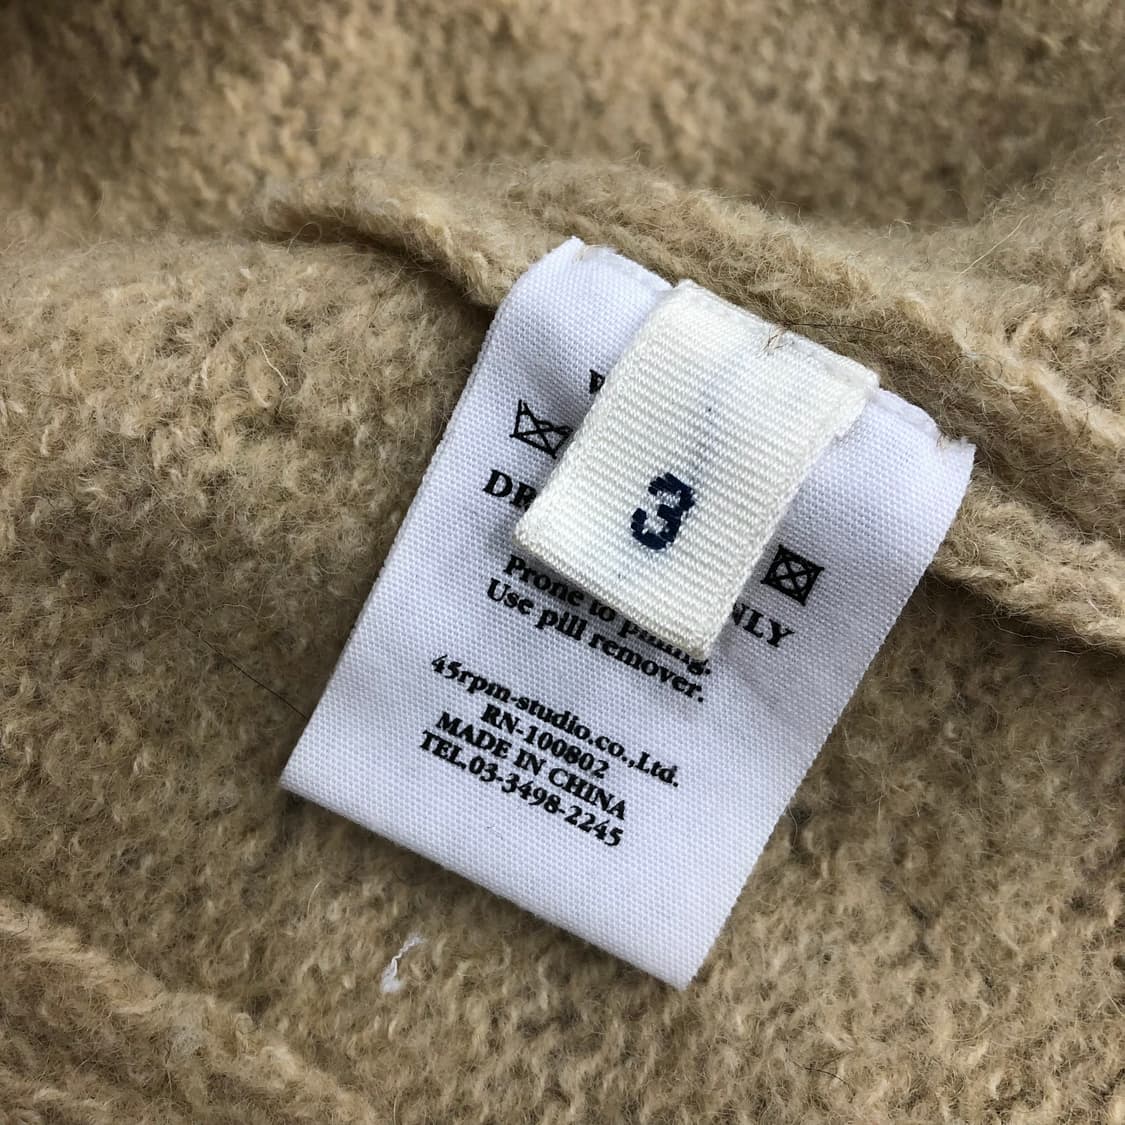 3
Prone to pilling.
Use pill remover.
45rpm-studio.co.,Ltd.
RN-100802
MADE IN CHINA
TEL.03-3498-2245